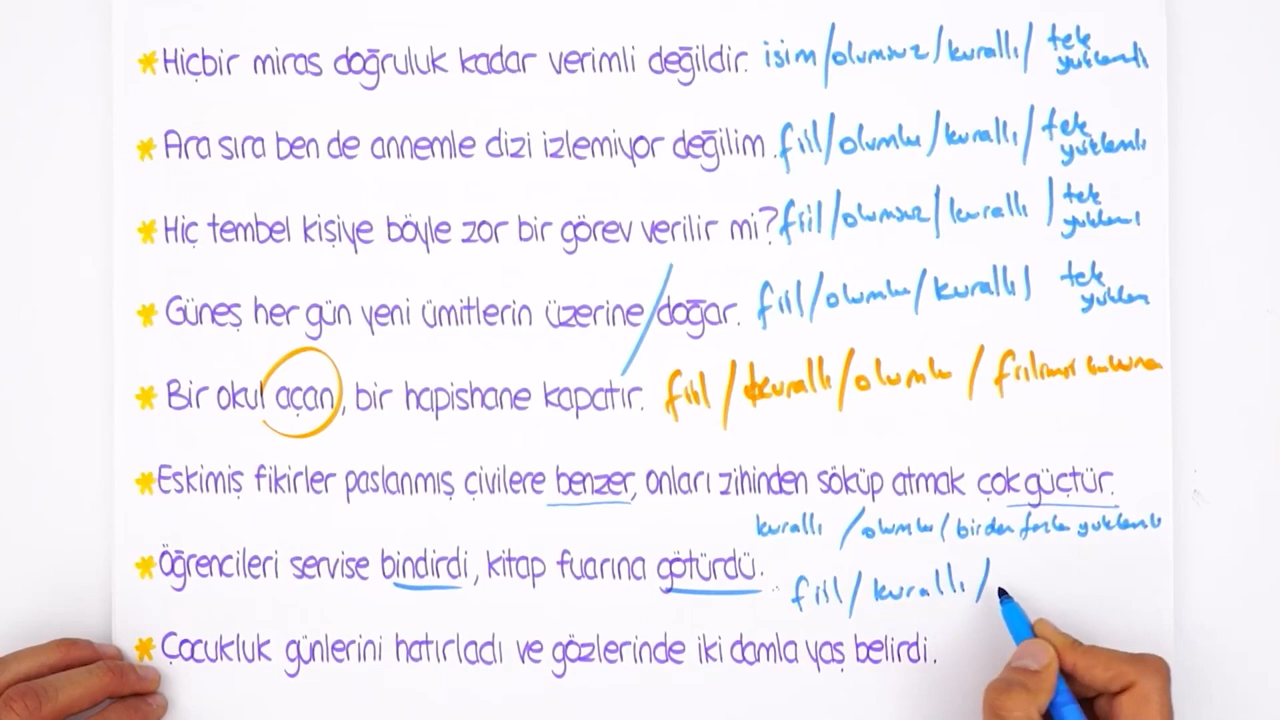 *Hiçbir miras doğruluk kadar verimli değildir. isim/olumsuz/kurallı/ tek yüklemli
*Ara sıra ben de annemle dizi izlemiyor değilim. fiil/olumlu/kurallı/ tek yüklemli
*Hiç tembel kişiye böyle zor bir görev verilir mi? fiil/olumsuz/kurallı / tek yükleml
*Güneş her gün yeni ümitlerin üzerine/doğar. fiil/olumlu/kurallı/ tek yüklem
*Bir okul açan, bir hapishane kapatır. fiil/kurallı/olumlu/
*Eskimiş fikirler paslanmış çivilere benzer, onları zihinden söküp atmak çok güçtür.
kurallı /olumlu/birden fazla yüklemli
*Öğrencileri servise bindirdi, kitap fuarına götürdü. fiil/kurallı/
*Çocukluk günlerini hatırladı ve gözlerinde iki damla yaş belirdi.